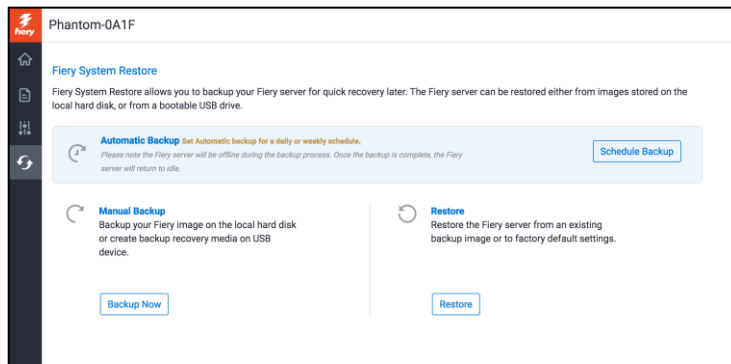 fiery
Phantom-0A1F
Fiery System Restore
Fiery System Restore allows you to backup your Fiery server for quick recovery later. The Fiery server can be restored either from images stored on the
local hard disk, or from a bootable USB drive.
Automatic Backup Set Automatic backup for a daily or weekly schedule.
Please note the Fiery server will be offline during the backup process. Once the backup is complete, the Fiery
server will return to idle.
Schedule Backup
Manual Backup
Backup your Fiery image on the local hard disk
or create backup recovery media on USB
device.
Backup Now
Restore
Restore the Fiery server from an existing
backup image or to factory default settings.
Restore